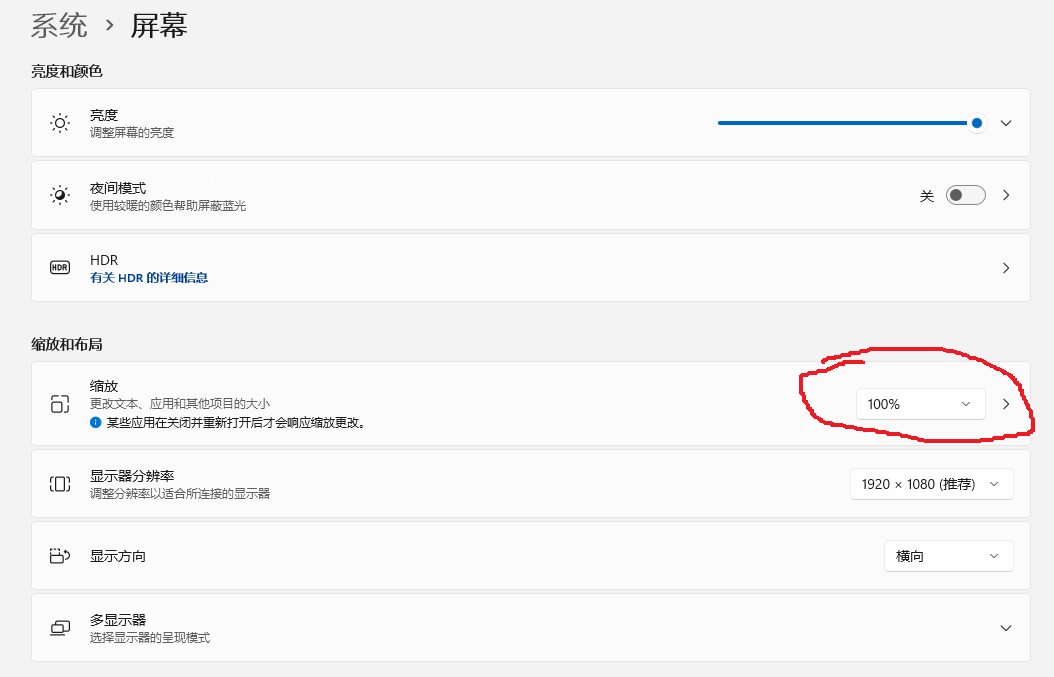 系统 › 屏幕
亮度和颜色
亮度
调整屏幕的亮度
夜间模式
使用较暖的颜色帮助屏蔽蓝光
关
HDR
HDR
有关 HDR 的详细信息
缩放和布局
缩放
更改文本、应用和其他项目的大小
某些应用在关闭并重新打开后才会响应缩放更改。
100%
显示器分辨率
调整分辨率以适合所连接的显示器
1920 × 1080 (推荐)
显示方向
横向
多显示器
选择显示器的呈现模式